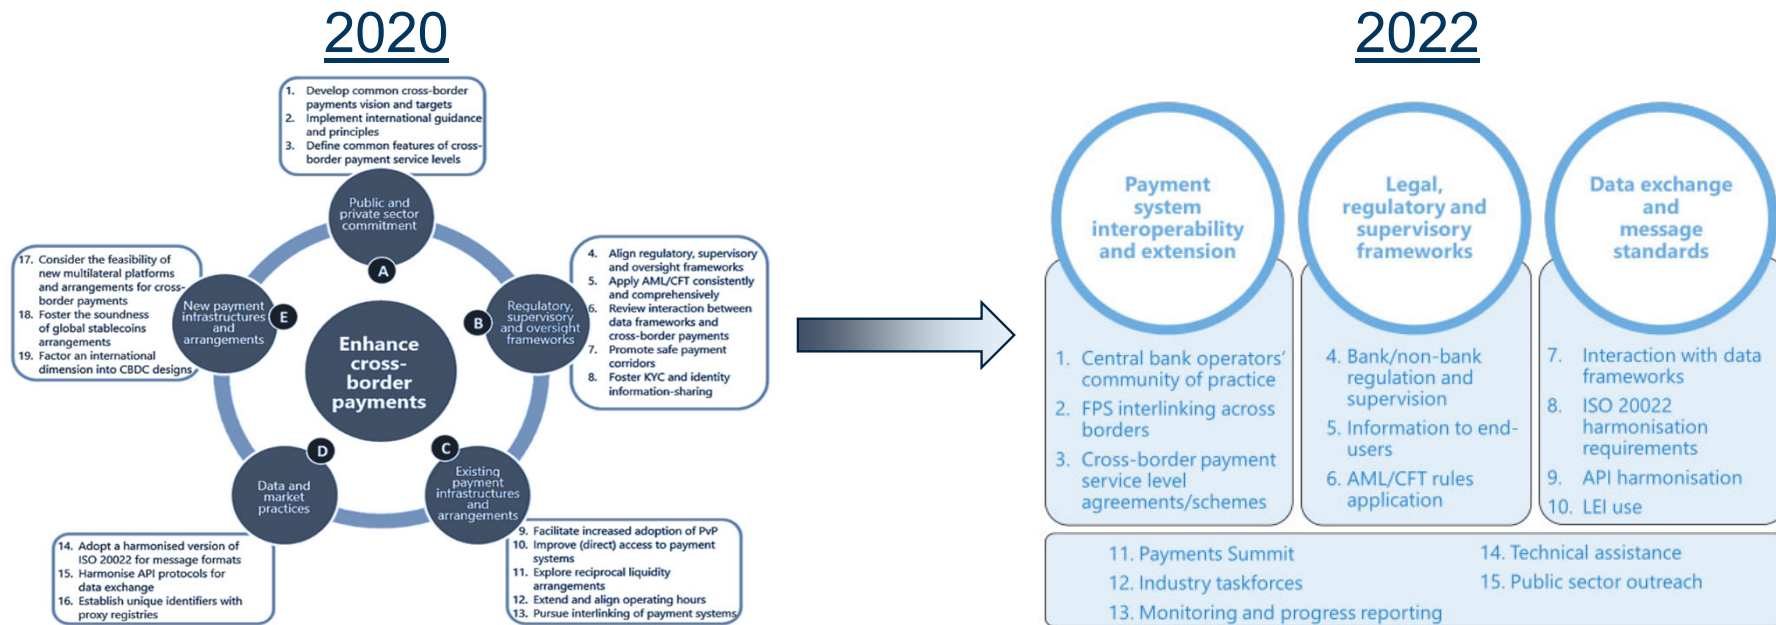 2020
1. Develop common cross-border
payments vision and targets
2. Implement international guidance
and principles
3. Define common features of cross-
border payment service levels
Public and
private sector
commitment
A
4. Align regulatory, supervisory
and oversight frameworks
5. Apply AML/CFT consistently
and comprehensively
6. Review interaction between
data frameworks and
cross-border payments
7. Promote safe payment
corridors
8. Foster KYC and identity
information-sharing
Regulatory,
supervisory
and oversight
frameworks
B
17. Consider the feasibility of
new multilateral platforms
and arrangements for cross-
border payments
18. Foster the soundness
of global stablecoins
arrangements
19. Factor an international
dimension into CBDC designs
New payment
infrastructures
and
arrangements
E
Enhance
cross-
border
payments
D
Data and
market
practices
C
Existing
payment
infrastructures
and
arrangements
14. Adopt a harmonised version of
ISO 20022 for message formats
15. Harmonise API protocols for
data exchange
16. Establish unique identifiers with
proxy registries
9. Facilitate increased adoption of PvP
10. Improve (direct) access to payment
systems
11. Explore reciprocal liquidity
arrangements
12. Extend and align operating hours
13. Pursue interlinking of payment systems
2022
Payment
system
interoperability
and extension
1. Central bank operators'
community of practice
2. FPS interlinking across
borders
3. Cross-border payment
service level
agreements/schemes
Legal,
regulatory and
supervisory
frameworks
4. Bank/non-bank
regulation and
supervision
5. Information to end-
users
6. AML/CFT rules
application
Data exchange
and
message
standards
7. Interaction with data
frameworks
8. ISO 20022
harmonisation
requirements
9. API harmonisation
10. LEI use
11. Payments Summit
12. Industry taskforces
13. Monitoring and progress reporting
14. Technical assistance
15. Public sector outreach